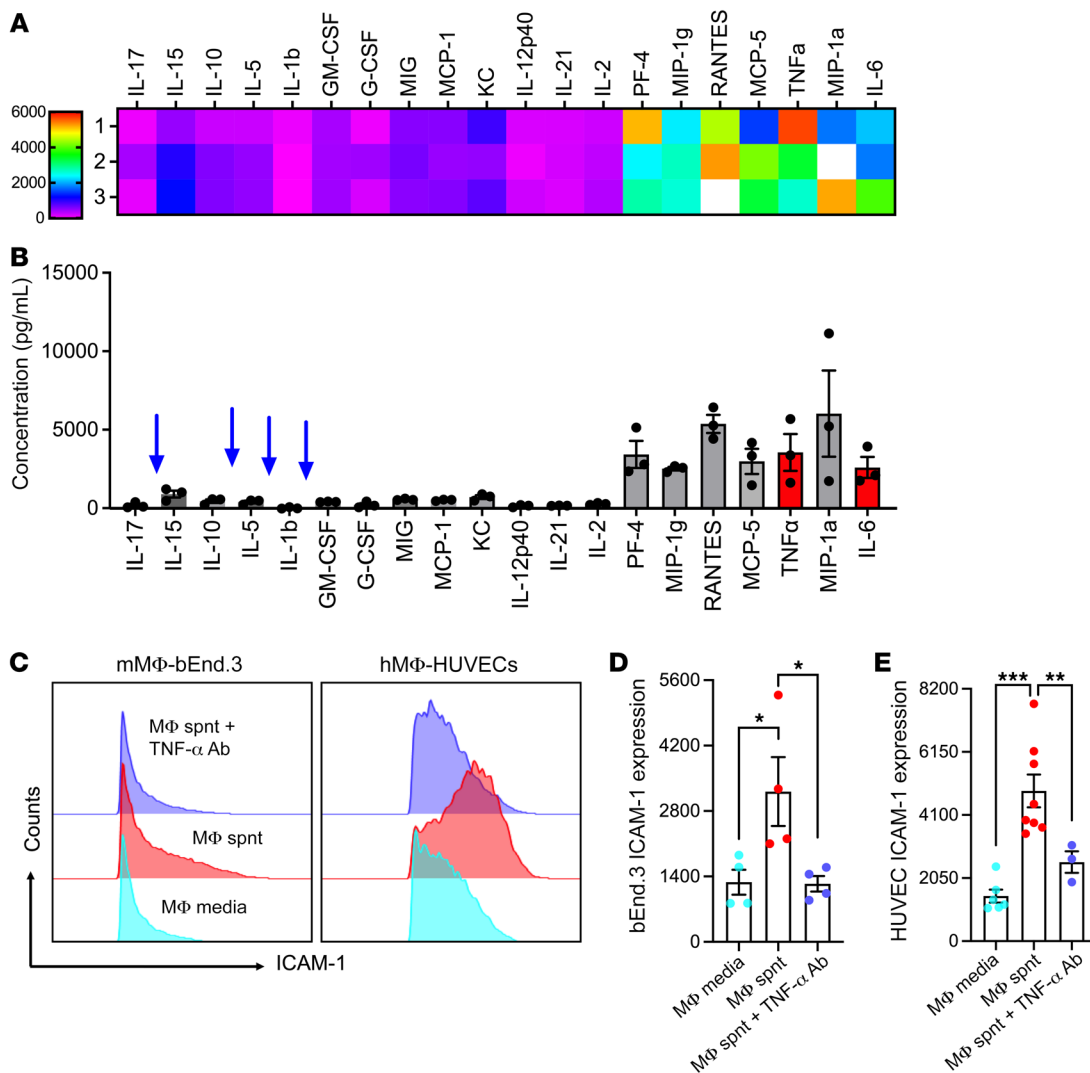 A
IL-17 IL-15 IL-10 IL-5 IL-1b GM-CSF G-CSF MIG MCP-1 KC IL-12p40 IL-21 IL-2 PF-4 MIP-1g RANTES MCP-5 TNFa MIP-1a IL-6
6000
4000
2000
0
1
2
3
B
Concentration (pg/mL)
15000
10000
5000
0
IL-17 IL-15 IL-10 IL-5 IL-1b GM-CSF G-CSF MIG MCP-1 KC IL-12p40 IL-21 IL-2 PF-4 MIP-1g RANTES MCP-5 TNFα MIP-1a IL-6
C
mMΦ-bEnd.3
hMΦ-HUVECs
MΦ spnt +
TNF-α Ab
MΦ spnt
MΦ media
Counts
ICAM-1
D
bEnd.3 ICAM-1 expression
5600
4200
2800
1400
0
*
*
MΦ media
MΦ spnt
MΦ spnt + TNF-α Ab
E
HUVEC ICAM-1 expression
8200
6150
4100
2050
0
***
**
MΦ media
MΦ spnt
MΦ spnt + TNF-α Ab